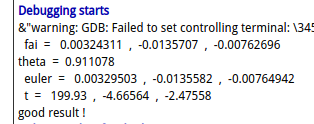 Debugging starts
&"warning: GDB: Failed to set controlling terminal: \345
fai = 0.00324311 , -0.0135707 , -0.00762696
theta = 0.911078
euler = 0.00329503 , -0.0135582 , -0.00764942
t = 199.93 , -4.66564 , -2.47558
good result !